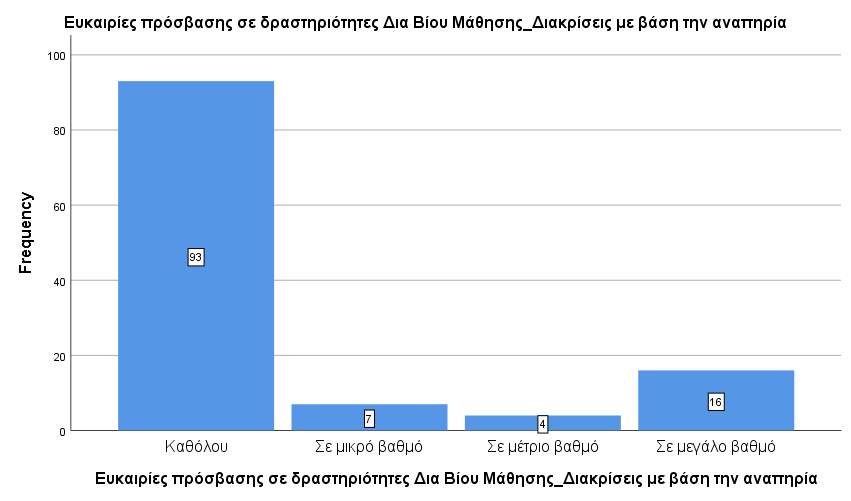 Ευκαιρίες πρόσβασης σε δραστηριότητες Δια Βίου Μάθησης_Διακρίσεις με βάση την αναπηρία
100
80
60
40
20
0
Frequency
93
7
4
16
Καθόλου
Σε μικρό βαθμό
Σε μέτριο βαθμό
Σε μεγάλο βαθμό
Ευκαιρίες πρόσβασης σε δραστηριότητες Δια Βίου Μάθησης_Διακρίσεις με βάση την αναπηρία